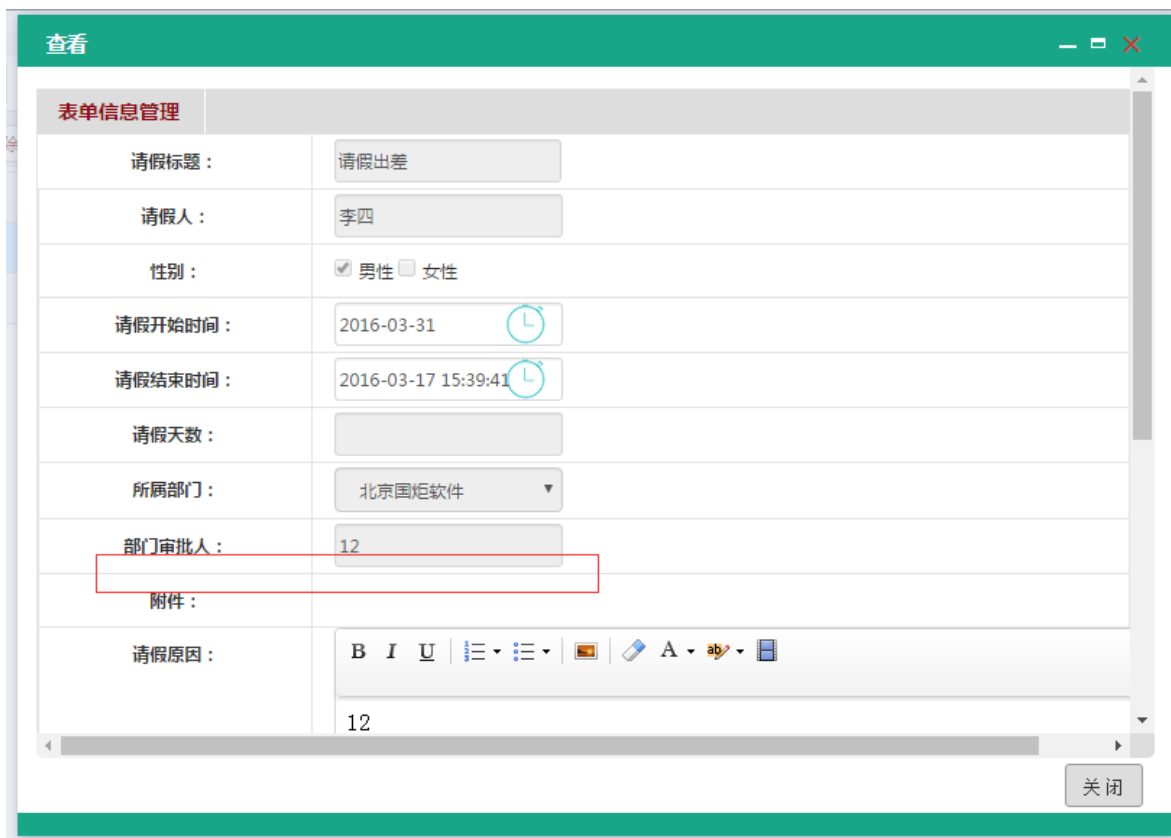 查看
表单信息管理
除
请假标题： 请假出差
请假人： 李四
性别： 男性 女性
请假开始时间： 2016-03-31
请假结束时间： 2016-03-17 15:39:41
请假天数：
所属部门： 北京国炬软件
部门审批人： 12
附件：
请假原因： B I U A ab
12
关闭